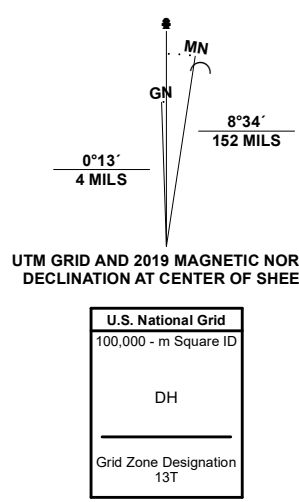 MN
GN
8°34´
152 MILS
0°13´
4 MILS
UTM GRID AND 2019 MAGNETIC NOR
DECLINATION AT CENTER OF SHEE
U.S. National Grid
100,000 - m Square ID
DH
Grid Zone Designation
13T